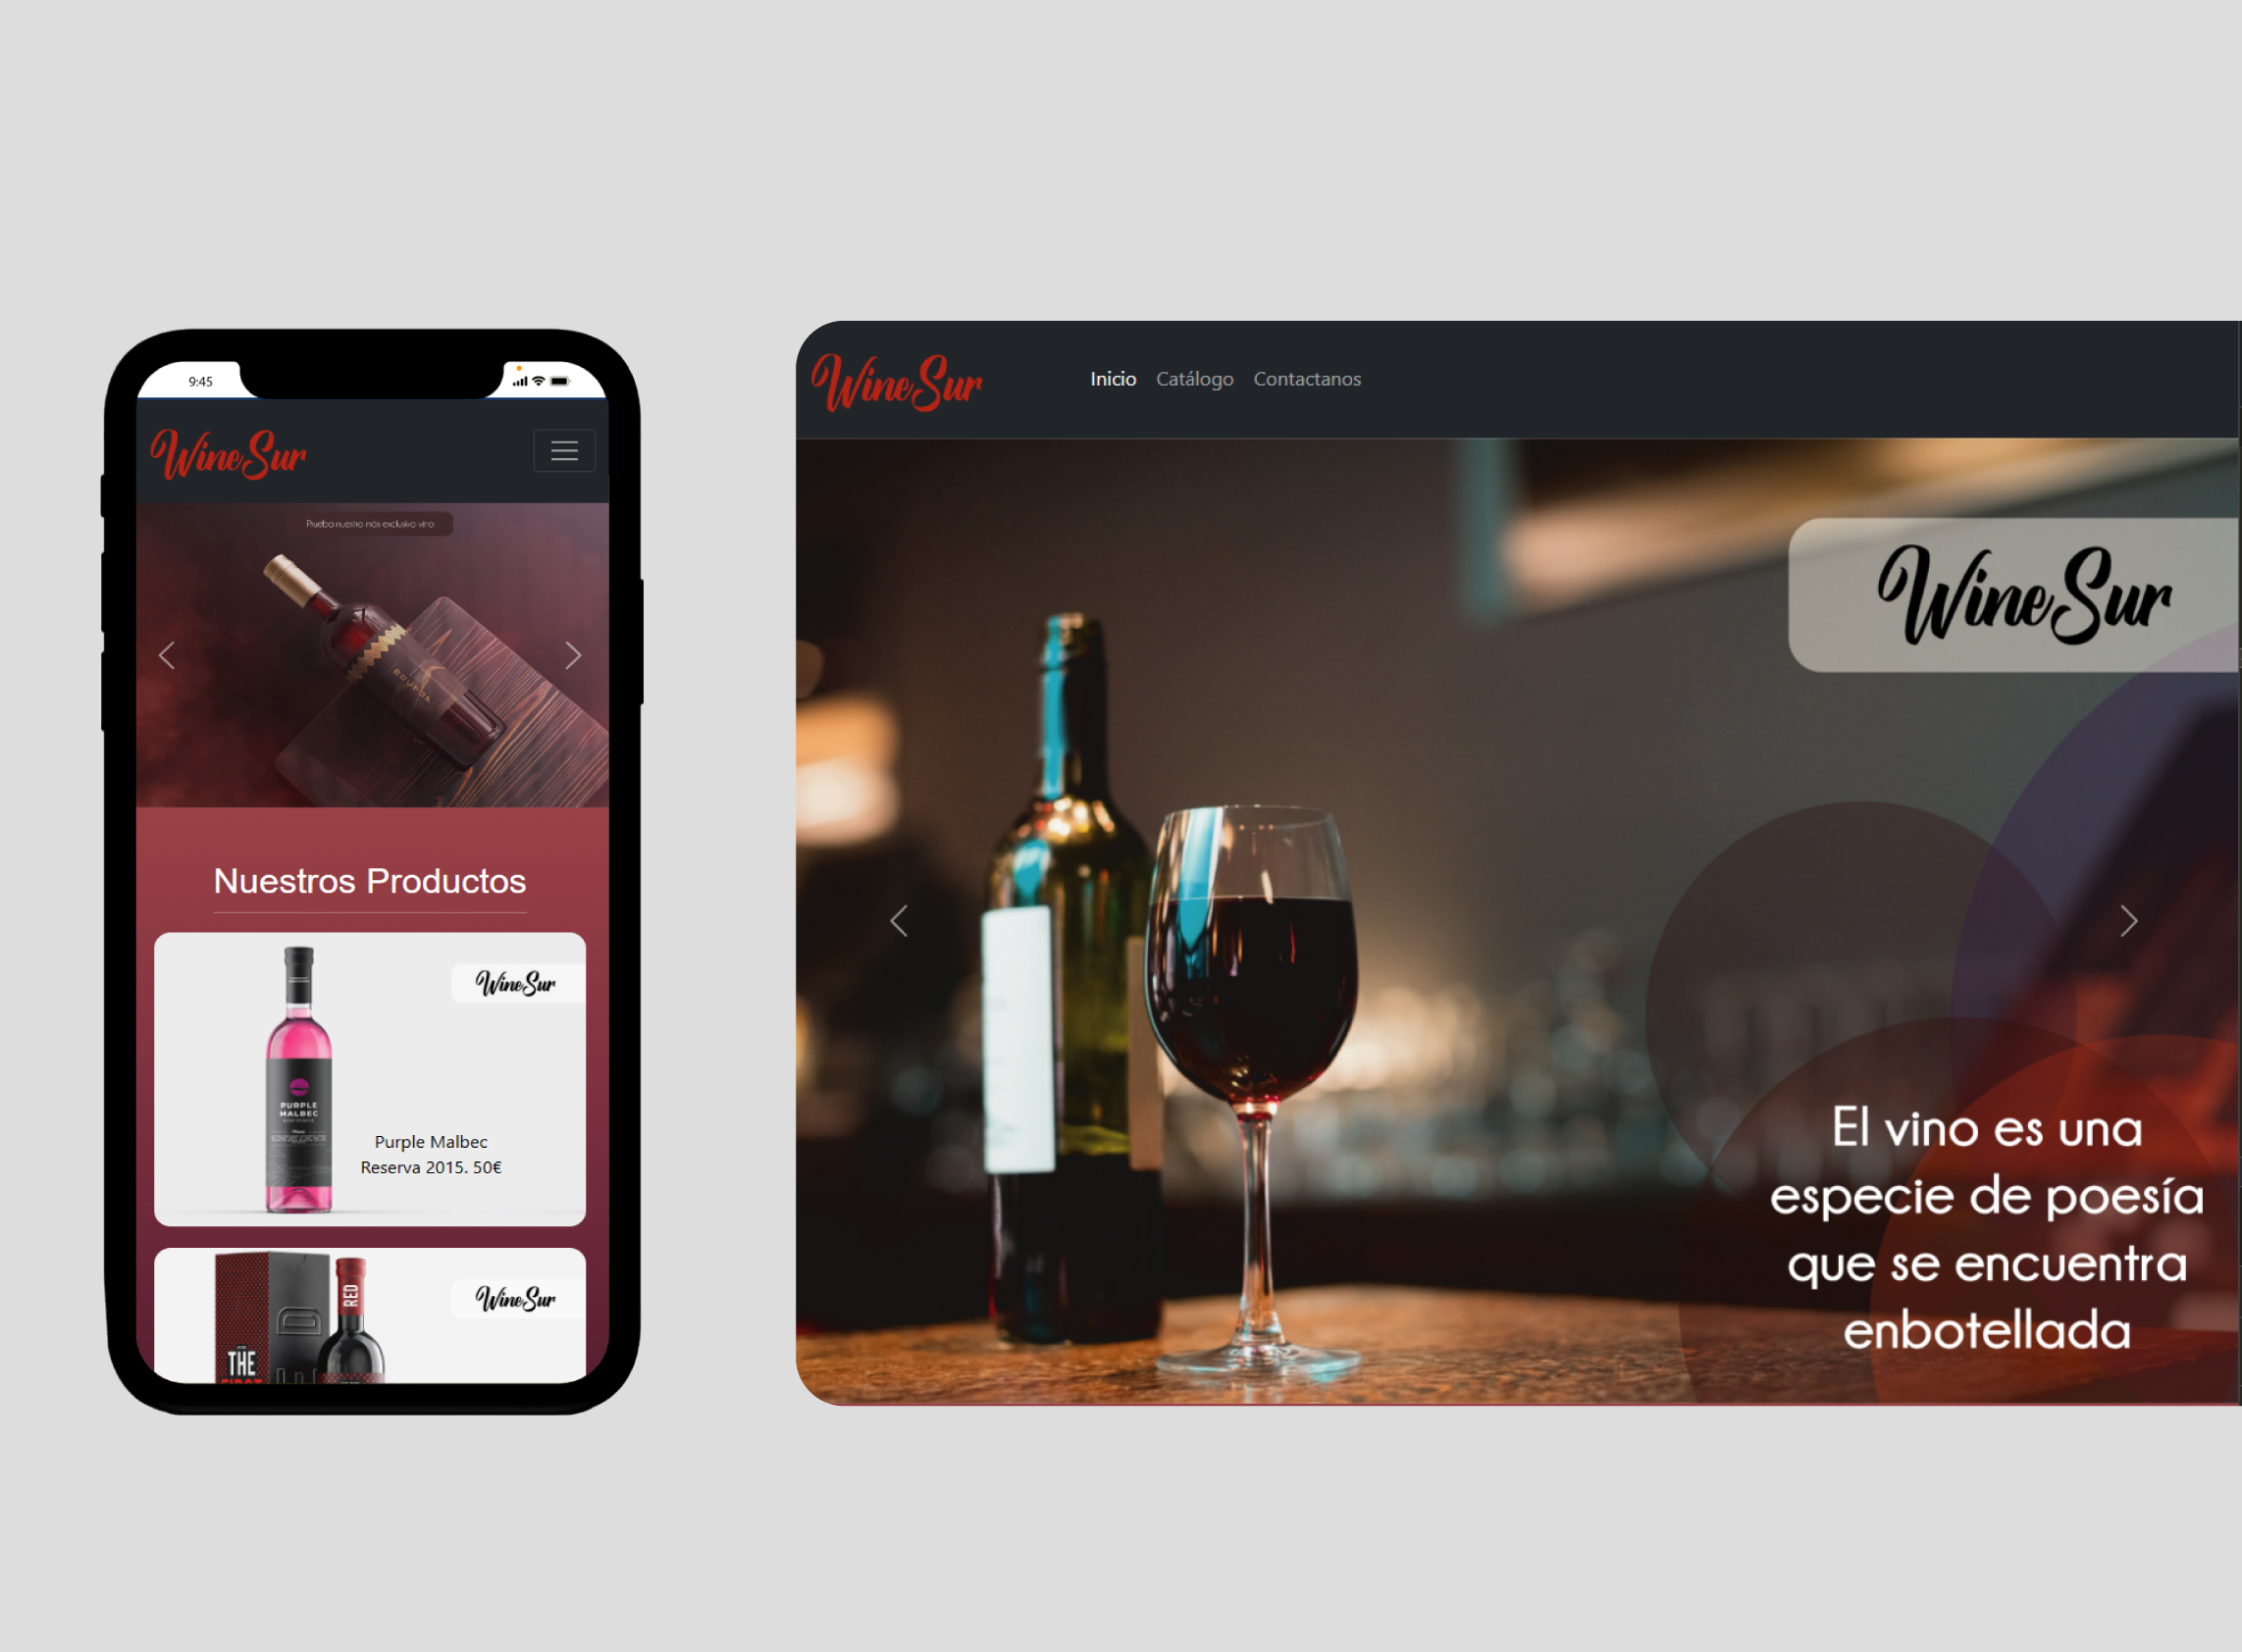 9:45
WineSur
Prueba nuestro más exclusivo vino
Nuestros Productos
WineSur
PURPLE
MALBEC
Purple Malbec
Reserva 2015. 50€
WineSur
RED
THE
FIRST
WineSur
Inicio Catálogo Contactanos
WineSur
El vino es una
especie de poesía
que se encuentra
enbotellada